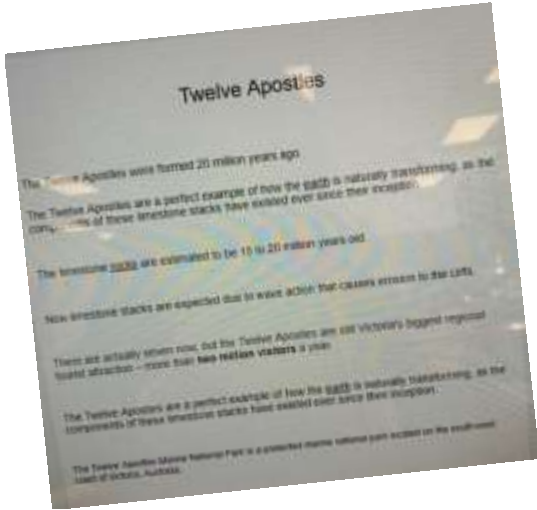 Twelve Apostles
The Twelve Apostles were formed 20 million years ago
The Twelve Apostles are a perfect example of how the earth is naturally transforming, as the
components of these limestone stacks have existed ever since their inception.
The limestone rocks are estimated to be 15 to 20 million years old
New limestone stacks are expected due to wave action that causes erosion to the cliffs.
There are actually seven now, but the Twelve Apostles are still Victoria's biggest regional
tourist attraction – more than two million visitors a year.
The Twelve Apostles are a perfect example of how the earth is naturally transforming, as the
components of these limestone stacks have existed ever since their inception.
The Twelve Apostles Marine National Park is a protected marine national park located on the south-west
coast of Victoria, Australia.